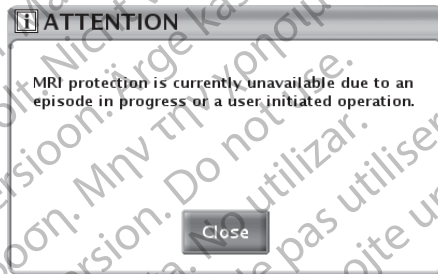 ATTENTION
MRI protection is currently unavailable due to an
episode in progress or a user initiated operation.
Close